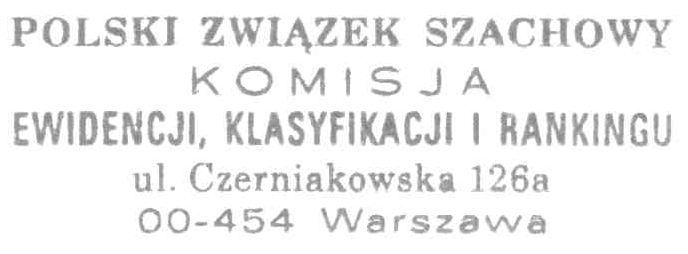 POLSKI ZWIĄZEK SZACHOWY
KOMISJA
EWIDENCJI, KLASYFIKACJI I RANKINGU
ul. Czerniakowska 126a
00-454 Warszawa